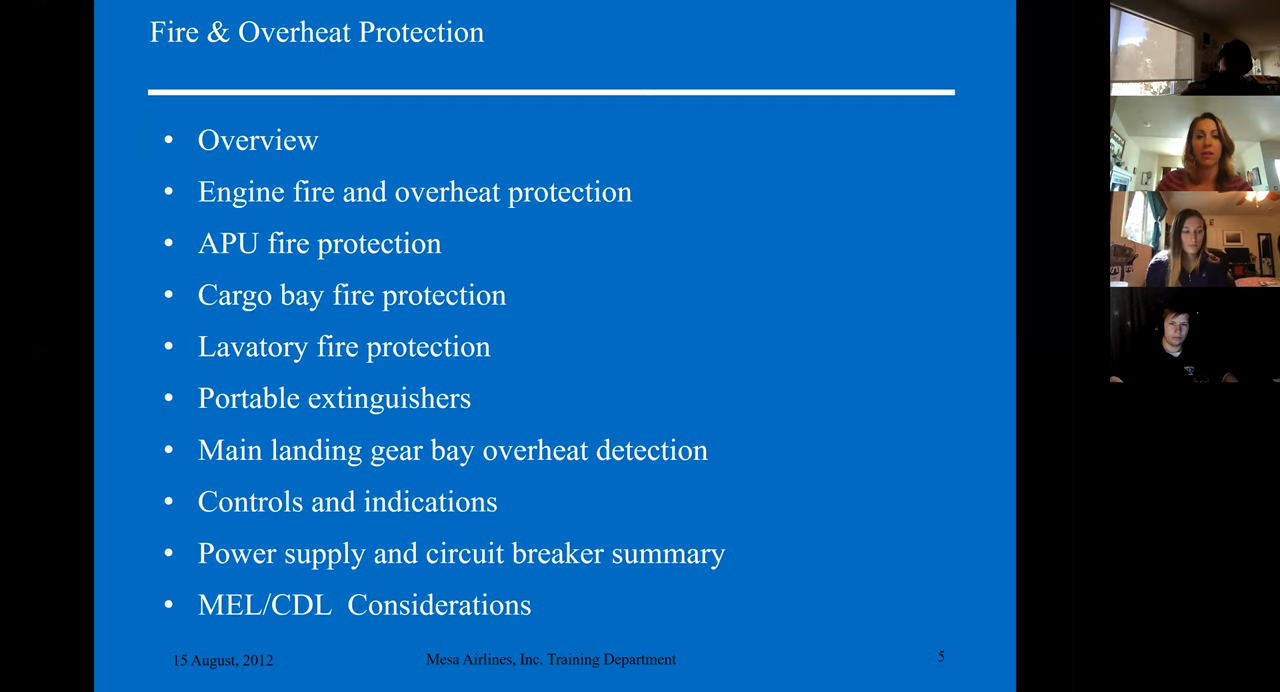 Fire & Overheat Protection
• Overview
• Engine fire and overheat protection
• APU fire protection
• Cargo bay fire protection
• Lavatory fire protection
• Portable extinguishers
• Main landing gear bay overheat detection
• Controls and indications
• Power supply and circuit breaker summary
• MEL/CDL  Considerations
15 August, 2012
Mesa Airlines, Inc. Training Department
5